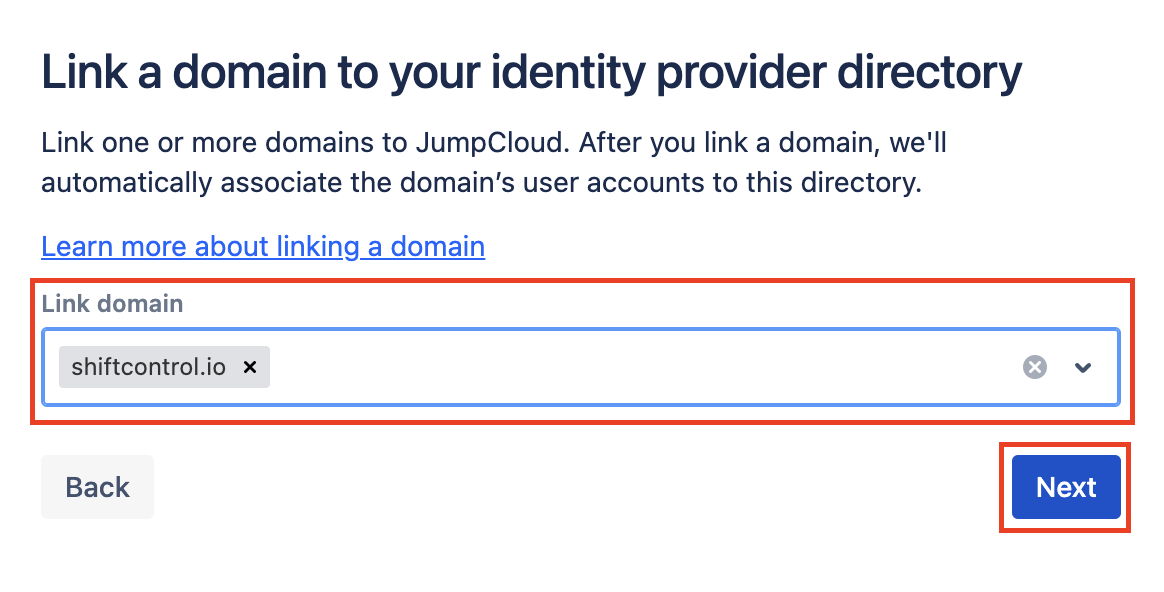 Link a domain to your identity provider directory
Link one or more domains to JumpCloud. After you link a domain, we'll
automatically associate the domain’s user accounts to this directory.
Learn more about linking a domain
Link domain
shiftcontrol.io
Back
Next